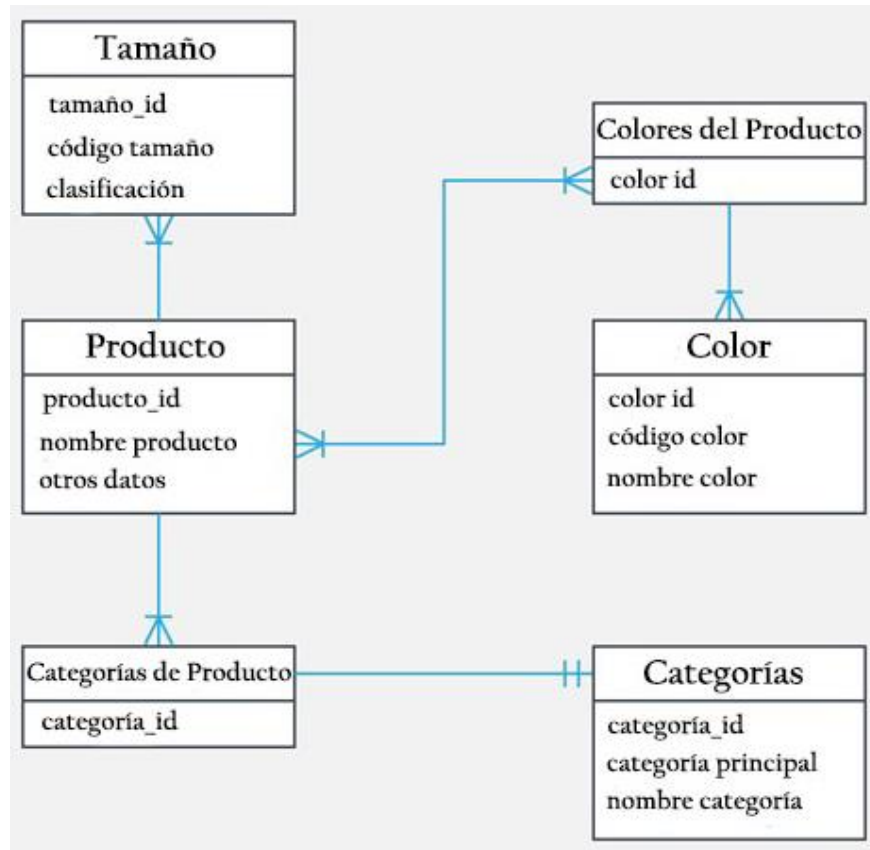 Tamaño
tamaño_id
código tamaño
clasificación
Colores del Producto
color id
Producto
producto_id
nombre producto
otros datos
Color
color id
código color
nombre color
Categorías de Producto
categoría_id
Categorías
categoría_id
categoría principal
nombre categoría